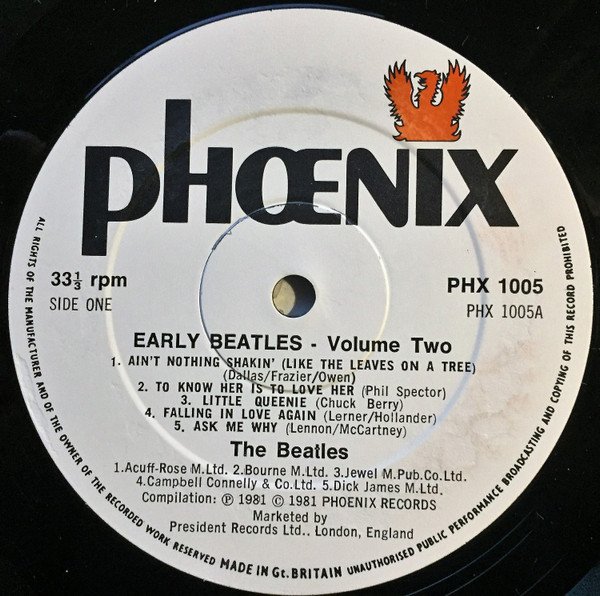 PHŒNIX
33⅓ rpm
SIDE ONE
PHX 1005
PHX 1005A
EARLY BEATLES - Volume Two
1. AIN'T NOTHING SHAKIN' (LIKE THE LEAVES ON A TREE)
(Dallas/Frazier/Owen)
2. TO KNOW HER IS TO LOVE HER (Phil Spector)
3. LITTLE QUEENIE (Chuck Berry)
4. FALLING IN LOVE AGAIN (Lerner/Hollander)
5. ASK ME WHY (Lennon/McCartney)
The Beatles
1.Acuff-Rose M.Ltd. 2.Bourne M.Ltd. 3.Jewel M.Pub.Co.Ltd.
4.Campbell Connelly & Co.Ltd. 5.Dick James M.Ltd.
Compilation: ℗ 1981 © 1981 PHOENIX RECORDS
Marketed by
President Records Ltd.. London, England
ALL RIGHTS OF THE MANUFACTURER AND OF THE OWNER OF THE RECORDED WORK RESERVED MADE IN Gt. BRITAIN UNAUTHORISED PUBLIC PERFORMANCE BROADCASTING AND COPYING OF THIS RECORD PROHIBITED